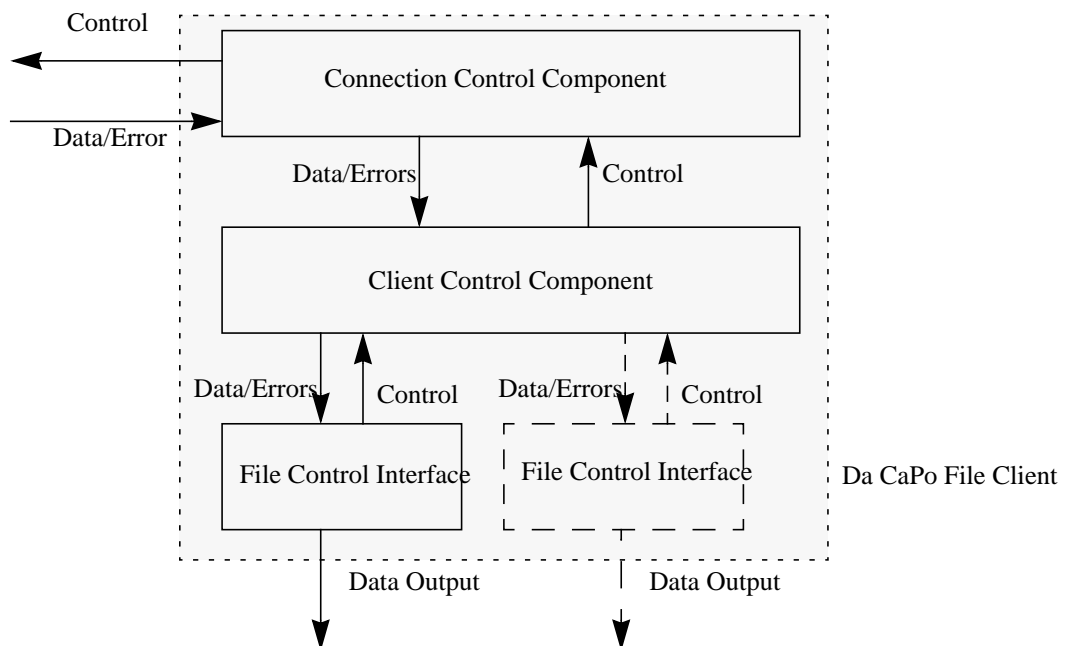 Control
Connection Control Component
Data/Error
Data/Errors
Control
Client Control Component
Data/Errors
Control
Data/Errors
Control
File Control Interface
File Control Interface
Da CaPo File Client
Data Output
Data Output